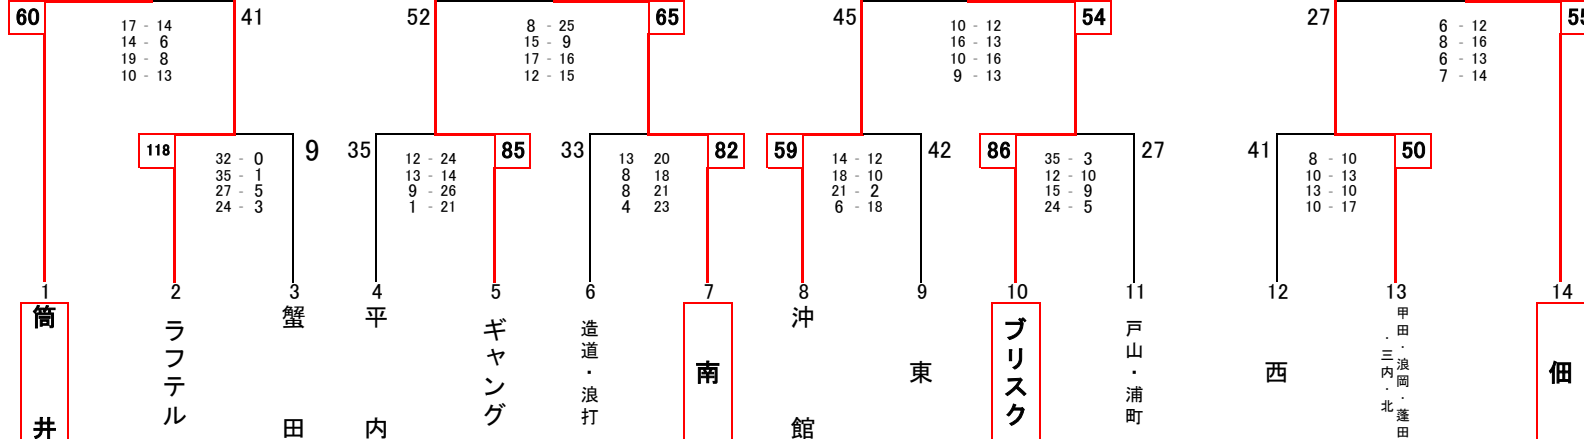 60 41 52 65 45 54 27 55
17 - 14 8 - 25 10 - 12 6 - 12
14 - 6 15 - 9 16 - 13 8 - 16
19 - 8 17 - 16 10 - 16 6 - 13
10 - 13 12 - 15 9 - 13 7 - 14
118 9 35 85 33 82 59 42 86 27 41 50
32 - 0 12 - 24 13 20 14 - 12 35 - 3 8 - 10
35 - 1 13 - 14 8 18 18 - 10 12 - 10 10 - 13
27 - 5 9 - 26 8 21 21 - 2 15 - 9 13 - 10
24 - 3 1 - 21 4 23 6 - 18 24 - 5 10 - 17
1 2 3 4 5 6 7 8 9 10 11 12 13 14
筒井
ラフテル
蟹田
平内
ギャング
造道・浪打
南
沖館
東
ブリスク
戸山・浦町
西
甲田・浪岡・蓬田
・三内・北
佃